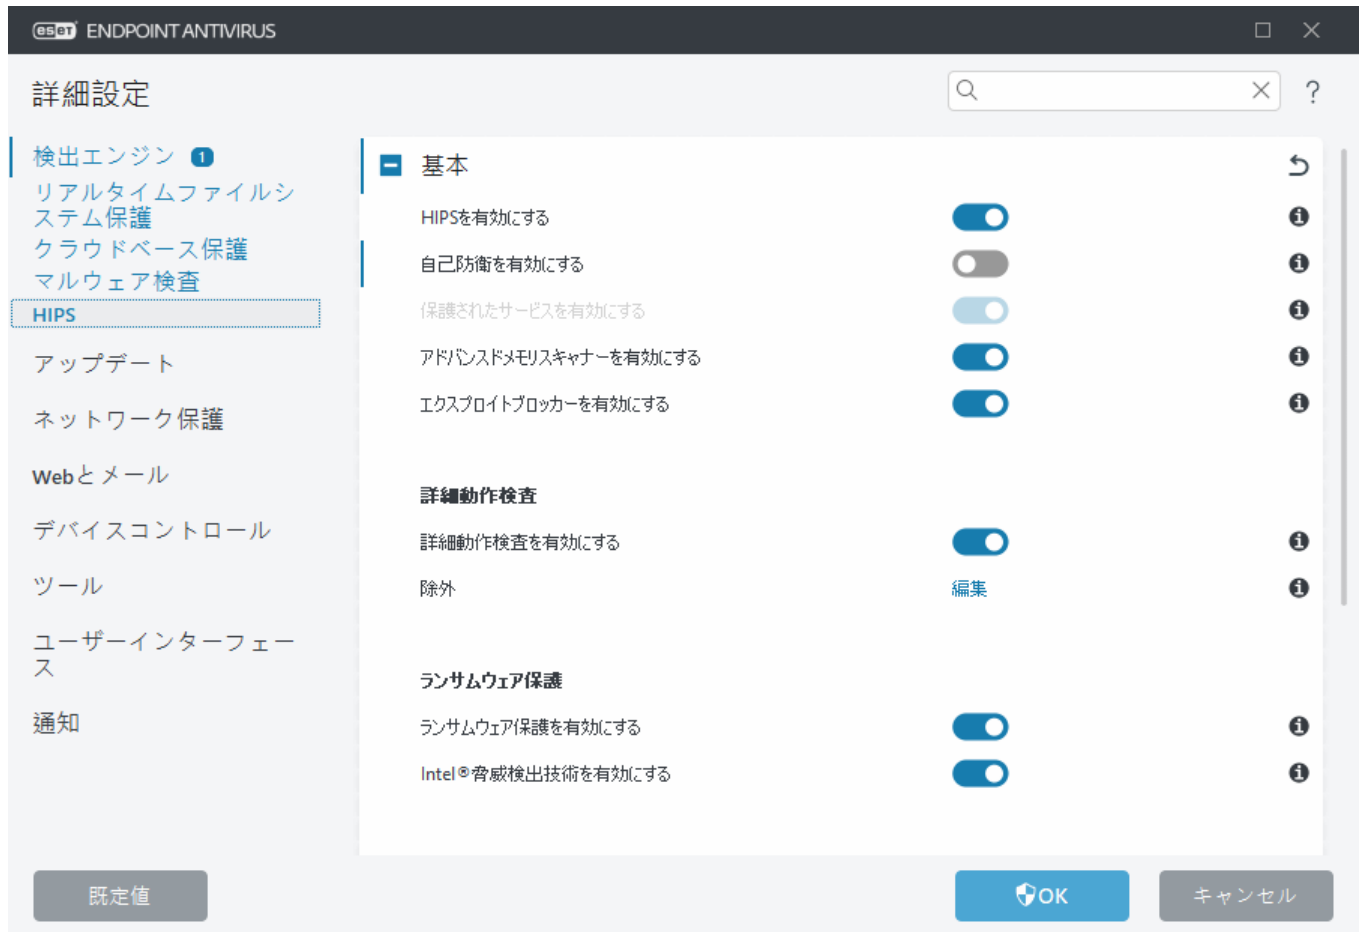 eset ENDPOINT ANTIVIRUS
詳細設定
?
検出エンジン 1
リアルタイムファイルシ
ステム保護
クラウドベース保護
マルウェア検査
HIPS
アップデート
ネットワーク保護
Webとメール
デバイスコントロール
ツール
ユーザーインターフェー
ス
通知
基本
HIPSを有効にする
自己防衛を有効にする
保護されたサービスを有効にする
アドバンスドメモリスキャナーを有効にする
エクスプロイトブロッカーを有効にする
詳細動作検査
詳細動作検査を有効にする
除外 編集
ランサムウェア保護
ランサムウェア保護を有効にする
Intel®脅威検出技術を有効にする
既定値
OK
キャンセル